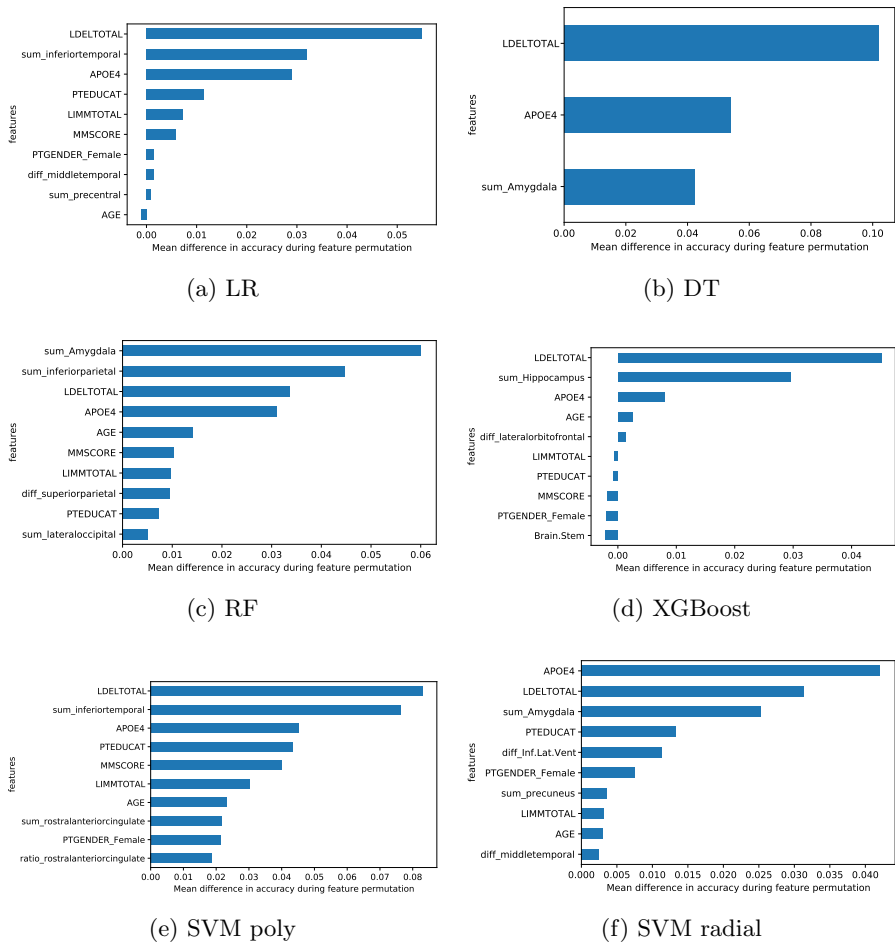 LDELTOTAL
sum_inferiortemporal
APOE4
PTEDUCAT
LIMMTOTAL
MMSCORE
PTGENDER_Female
diff_middletemporal
sum_precentral
AGE
features
0.00 0.01 0.02 0.03 0.04 0.05
Mean difference in accuracy during feature permutation
(a) LR
LDELTOTAL
APOE4
sum_Amygdala
features
0.00 0.02 0.04 0.06 0.08 0.10
Mean difference in accuracy during feature permutation
(b) DT
sum_Amygdala
sum_inferiorparietal
LDELTOTAL
APOE4
AGE
MMSCORE
LIMMTOTAL
diff_superiorparietal
PTEDUCAT
sum_lateraloccipital
features
0.00 0.01 0.02 0.03 0.04 0.05 0.06
Mean difference in accuracy during feature permutation
(c) RF
LDELTOTAL
sum_Hippocampus
APOE4
AGE
diff_lateralorbitofrontal
LIMMTOTAL
PTEDUCAT
MMSCORE
PTGENDER_Female
Brain.Stem
features
0.00 0.01 0.02 0.03 0.04
Mean difference in accuracy during feature permutation
(d) XGBoost
LDELTOTAL
sum_inferiortemporal
APOE4
PTEDUCAT
MMSCORE
LIMMTOTAL
AGE
sum_rostralanteriorcingulate
PTGENDER_Female
ratio_rostralanteriorcingulate
features
0.00 0.01 0.02 0.03 0.04 0.05 0.06 0.07 0.08
Mean difference in accuracy during feature permutation
(e) SVM poly
APOE4
LDELTOTAL
sum_Amygdala
PTEDUCAT
diff_Inf.Lat.Vent
PTGENDER_Female
sum_precuneus
LIMMTOTAL
AGE
diff_middletemporal
features
0.000 0.005 0.010 0.015 0.020 0.025 0.030 0.035 0.040
Mean difference in accuracy during feature permutation
(f) SVM radial